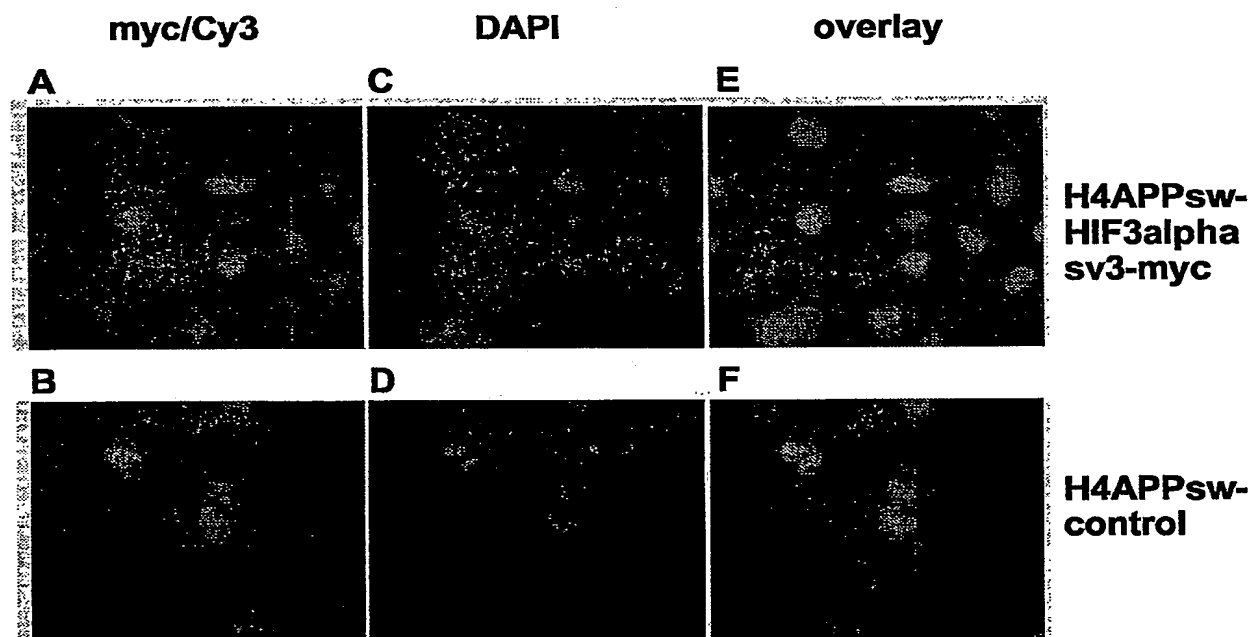 myc/Cy3 DAPI overlay
A C E
H4APPsw-
HIF3alpha
sv3-myc
B D F
H4APPsw-
control